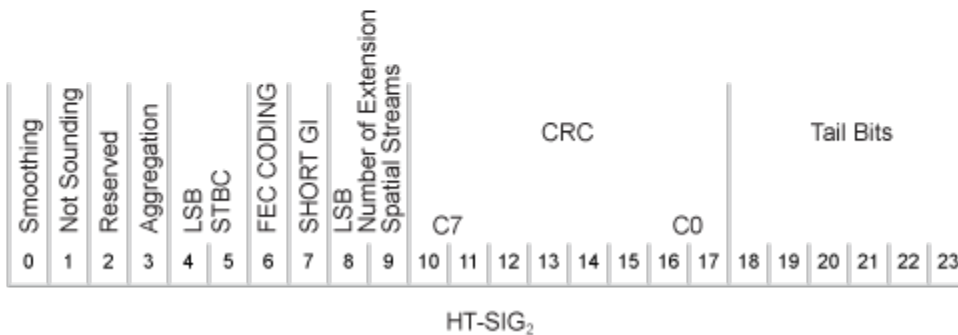 Smoothing
Not Sounding
Reserved
Aggregation
LSB
STBC
FEC CODING
SHORT GI
LSB
Number of Extension
Spatial Streams
CRC
C7 C0
Tail Bits
0 1 2 3 4 5 6 7 8 9 10 11 12 13 14 15 16 17 18 19 20 21 22 23
HT-SIG₂